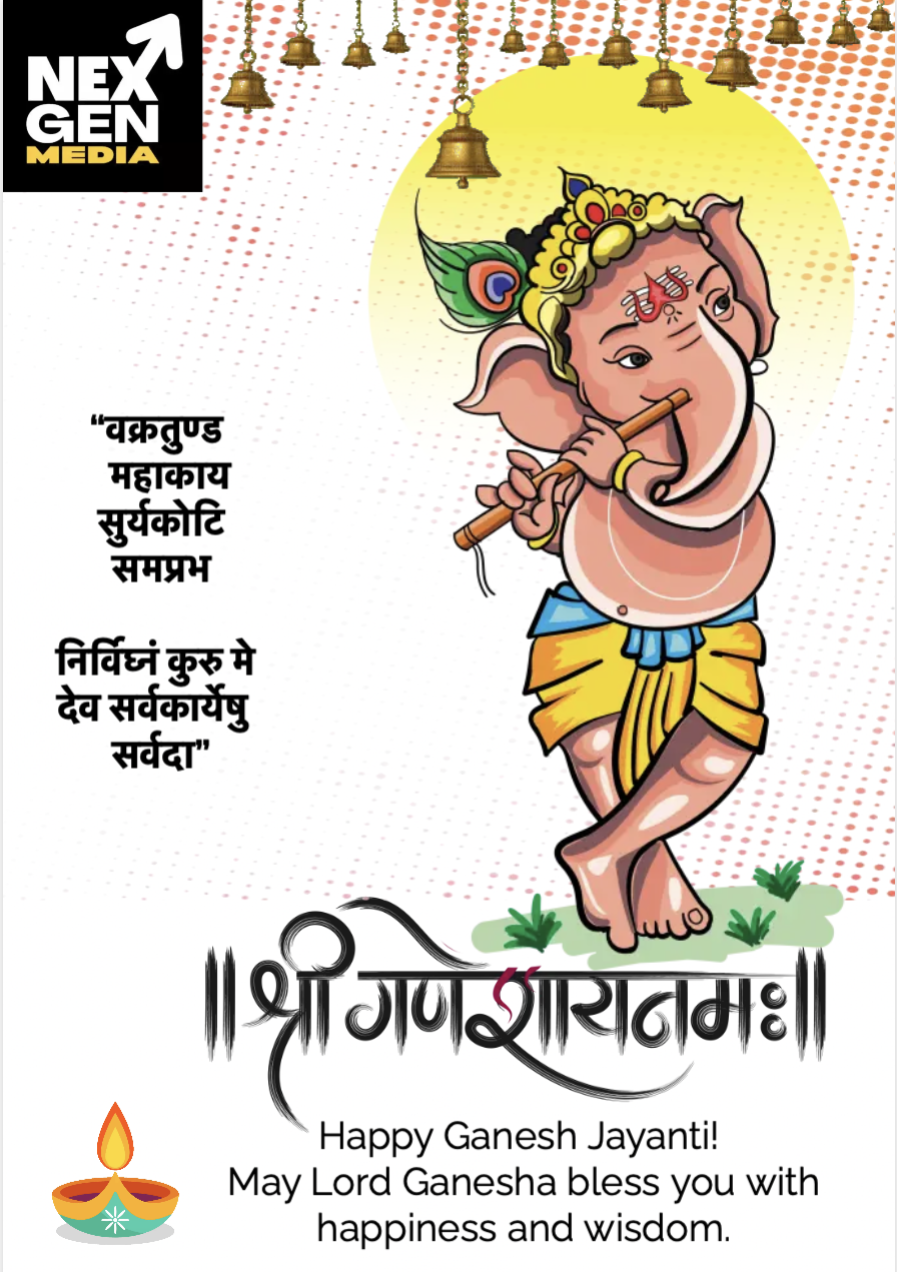 NEX
GEN
MEDIA
“वक्रतुण्ड
महाकाय
सुर्यकोटि
समप्रभ
निर्विघ्नं कुरु मे
देव सर्वकार्येषु
सर्वदा”
॥ श्री गणेशाय नमः ॥
Happy Ganesh Jayanti!
May Lord Ganesha bless you with
happiness and wisdom.